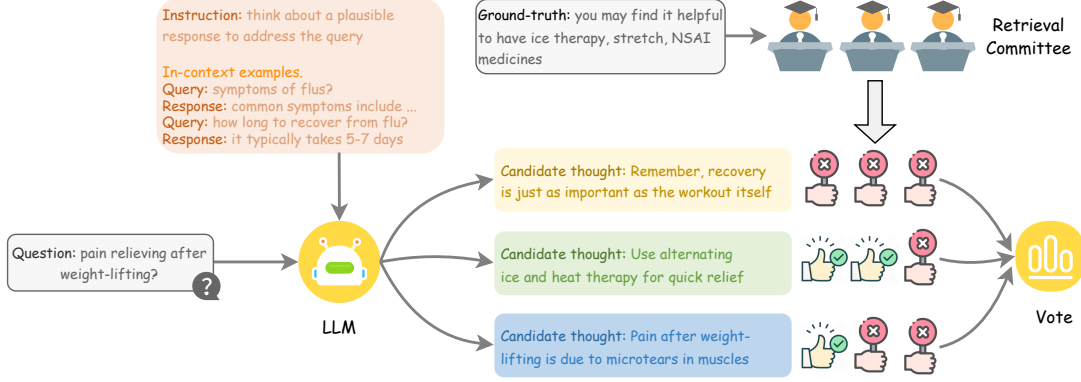 Instruction: think about a plausible
response to address the query
In-context examples.
Query: symptoms of flus?
Response: common symptoms include ...
Query: how long to recover from flu?
Response: it typically takes 5-7 days
Ground-truth: you may find it helpful
to have ice therapy, stretch, NSAI
medicines
Retrieval
Committee
Question: pain relieving after
weight-lifting?
?
LLM
Candidate thought: Remember, recovery
is just as important as the workout itself
Candidate thought: Use alternating
ice and heat therapy for quick relief
Candidate thought: Pain after weight-
lifting is due to microtears in muscles
Vote